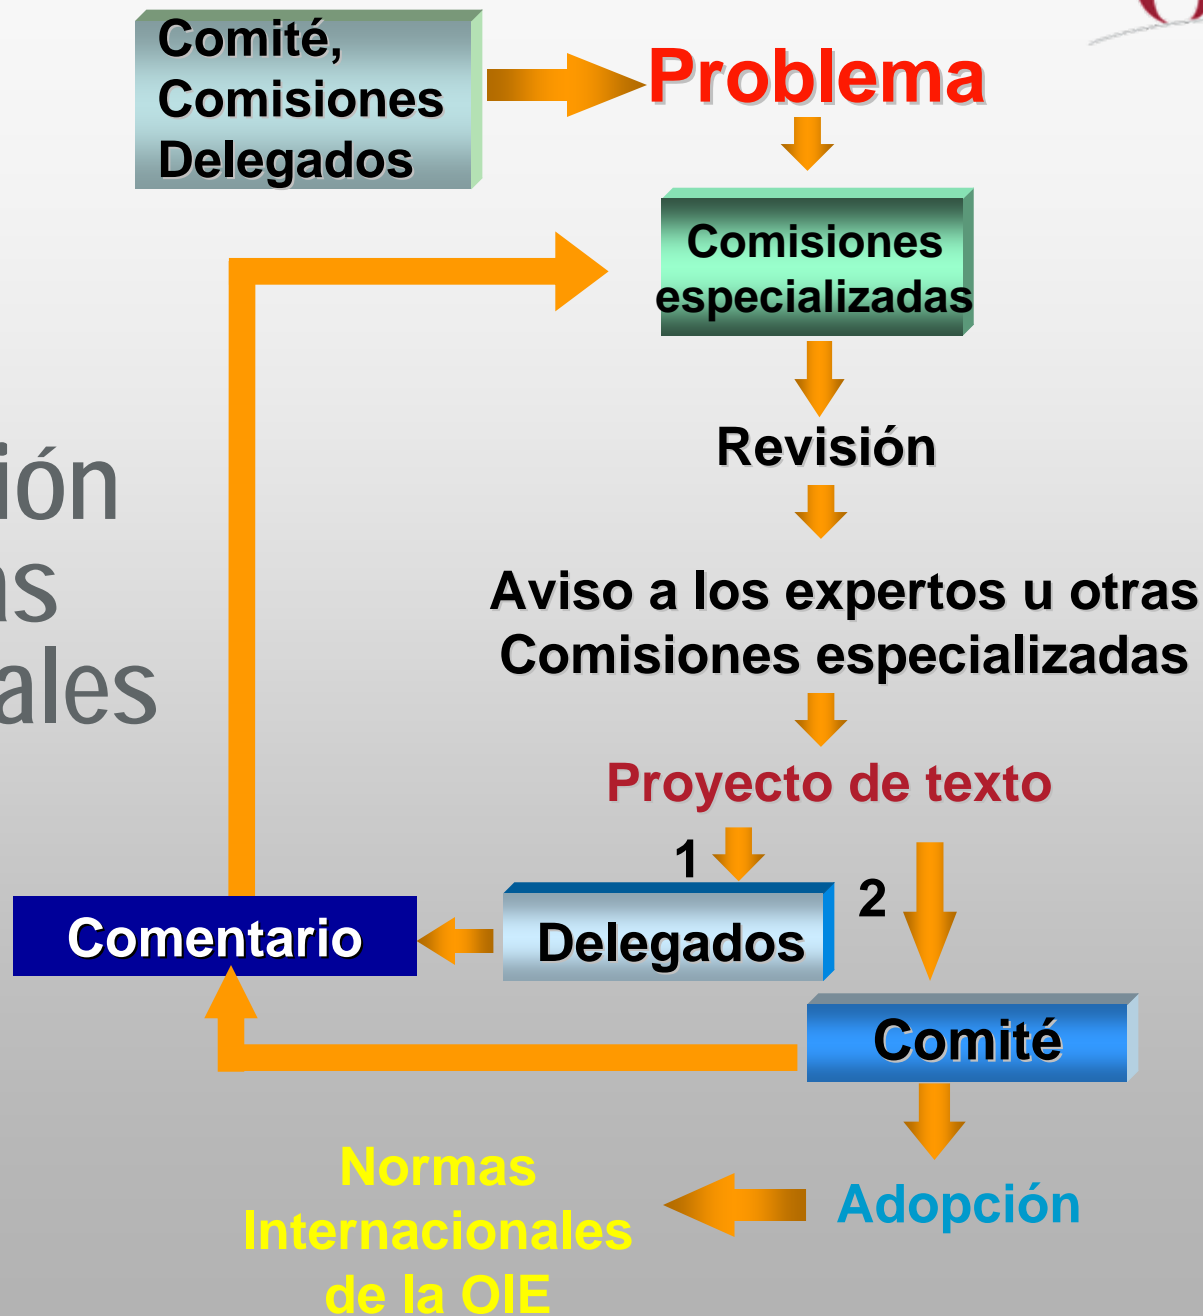 Comité,
Comisiones
Delegados
Problema
Comisiones
especializadas
Revisión
Aviso a los expertos u otras
Comisiones especializadas
Proyecto de texto
1
2
Delegados
Comentario
Comité
Adopción
Normas
Internacionales
de la OIE